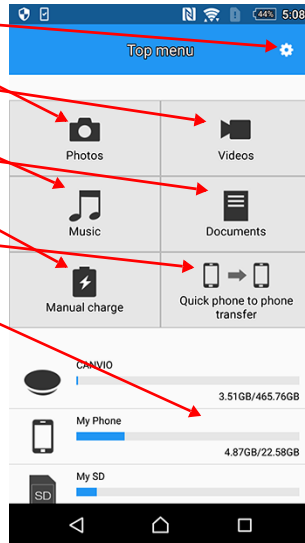 44% 5:08
Top menu
Photos
Videos
Music
Documents
Manual charge
Quick phone to phone
transfer
CANVIO
3.51GB/465.76GB
My Phone
4.87GB/22.58GB
My SD
SD